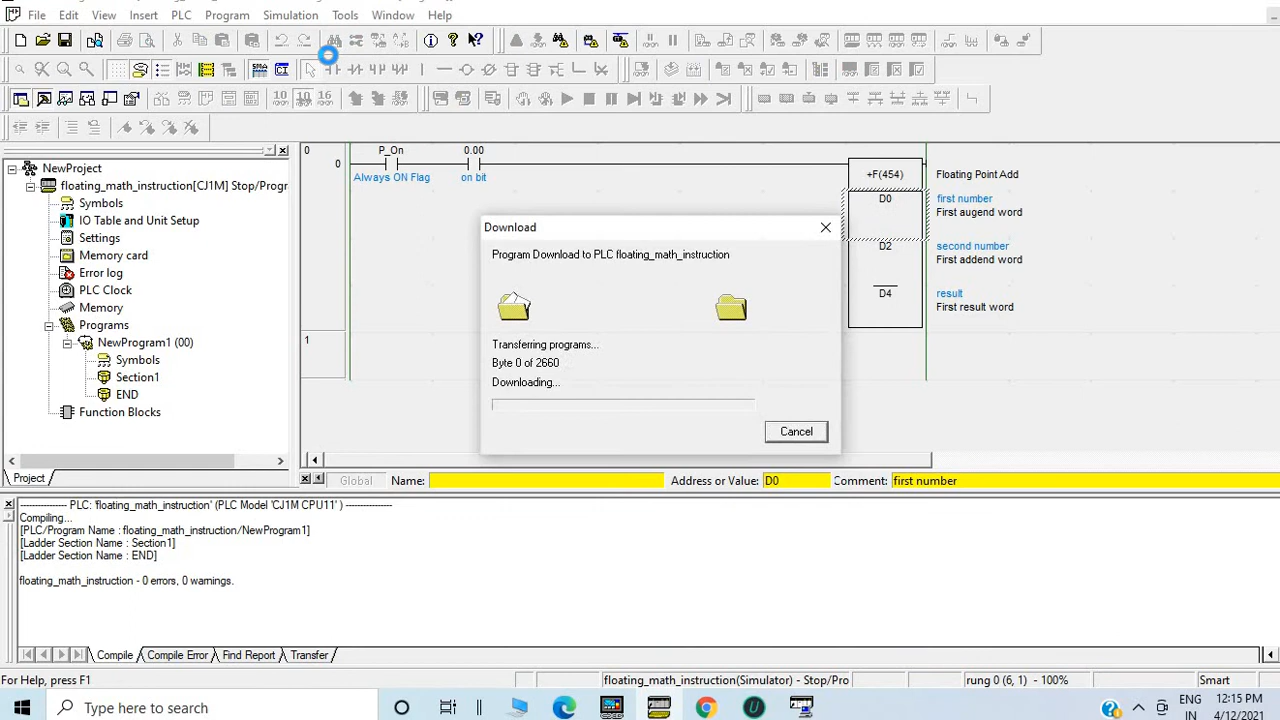 File Edit View Insert PLC Program Simulation Tools Window Help
10 10 16
NewProject
floating_math_instruction[CJ1M] Stop/Progr
Symbols
IO Table and Unit Setup
Settings
Memory card
Error log
PLC Clock
Memory
Programs
NewProgram1 (00)
Symbols
Section1
END
Function Blocks
Project
0
0
P_On
Always ON Flag
0.00
on bit
+F(454)
Floating Point Add
D0
first number
First augend word
D2
second number
First addend word
D4
result
First result word
1
Download
Program Download to PLC floating_math_instruction
Transferring programs...
Byte 0 of 2660
Downloading...
Cancel
Global Name: Address or Value: D0 Comment: first number
--------------- PLC: 'floating_math_instruction' (PLC Model 'CJ1M CPU11' ) ---------------
Compiling...
[PLC/Program Name : floating_math_instruction/NewProgram1]
[Ladder Section Name : Section1]
[Ladder Section Name : END]
floating_math_instruction - 0 errors, 0 warnings.
Compile Compile Error Find Report Transfer
For Help, press F1
floating_math_instruction(Simulator) - Stop/Pro
rung 0 (6, 1) - 100%
Smart
Type here to search
ENG
IN
12:15 PM
4/12/2021